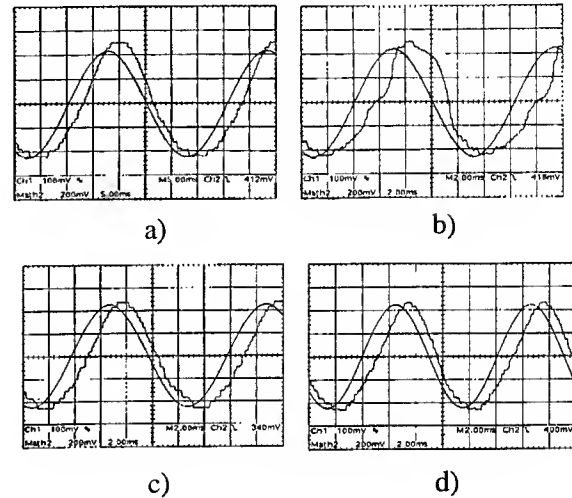 Ch1 100mV M5.00ms Ch2 412mV
Math2 200mV 5.00ms
a)
Ch1 100mV M2.00ms Ch2 418mV
Math2 200mV 2.00ms
b)
Ch1 100mV M2.00ms Ch2 340mV
Math2 200mV 2.00ms
c)
Ch1 100mV M2.00ms Ch2 400mV
Math2 200mV 2.00ms
d)